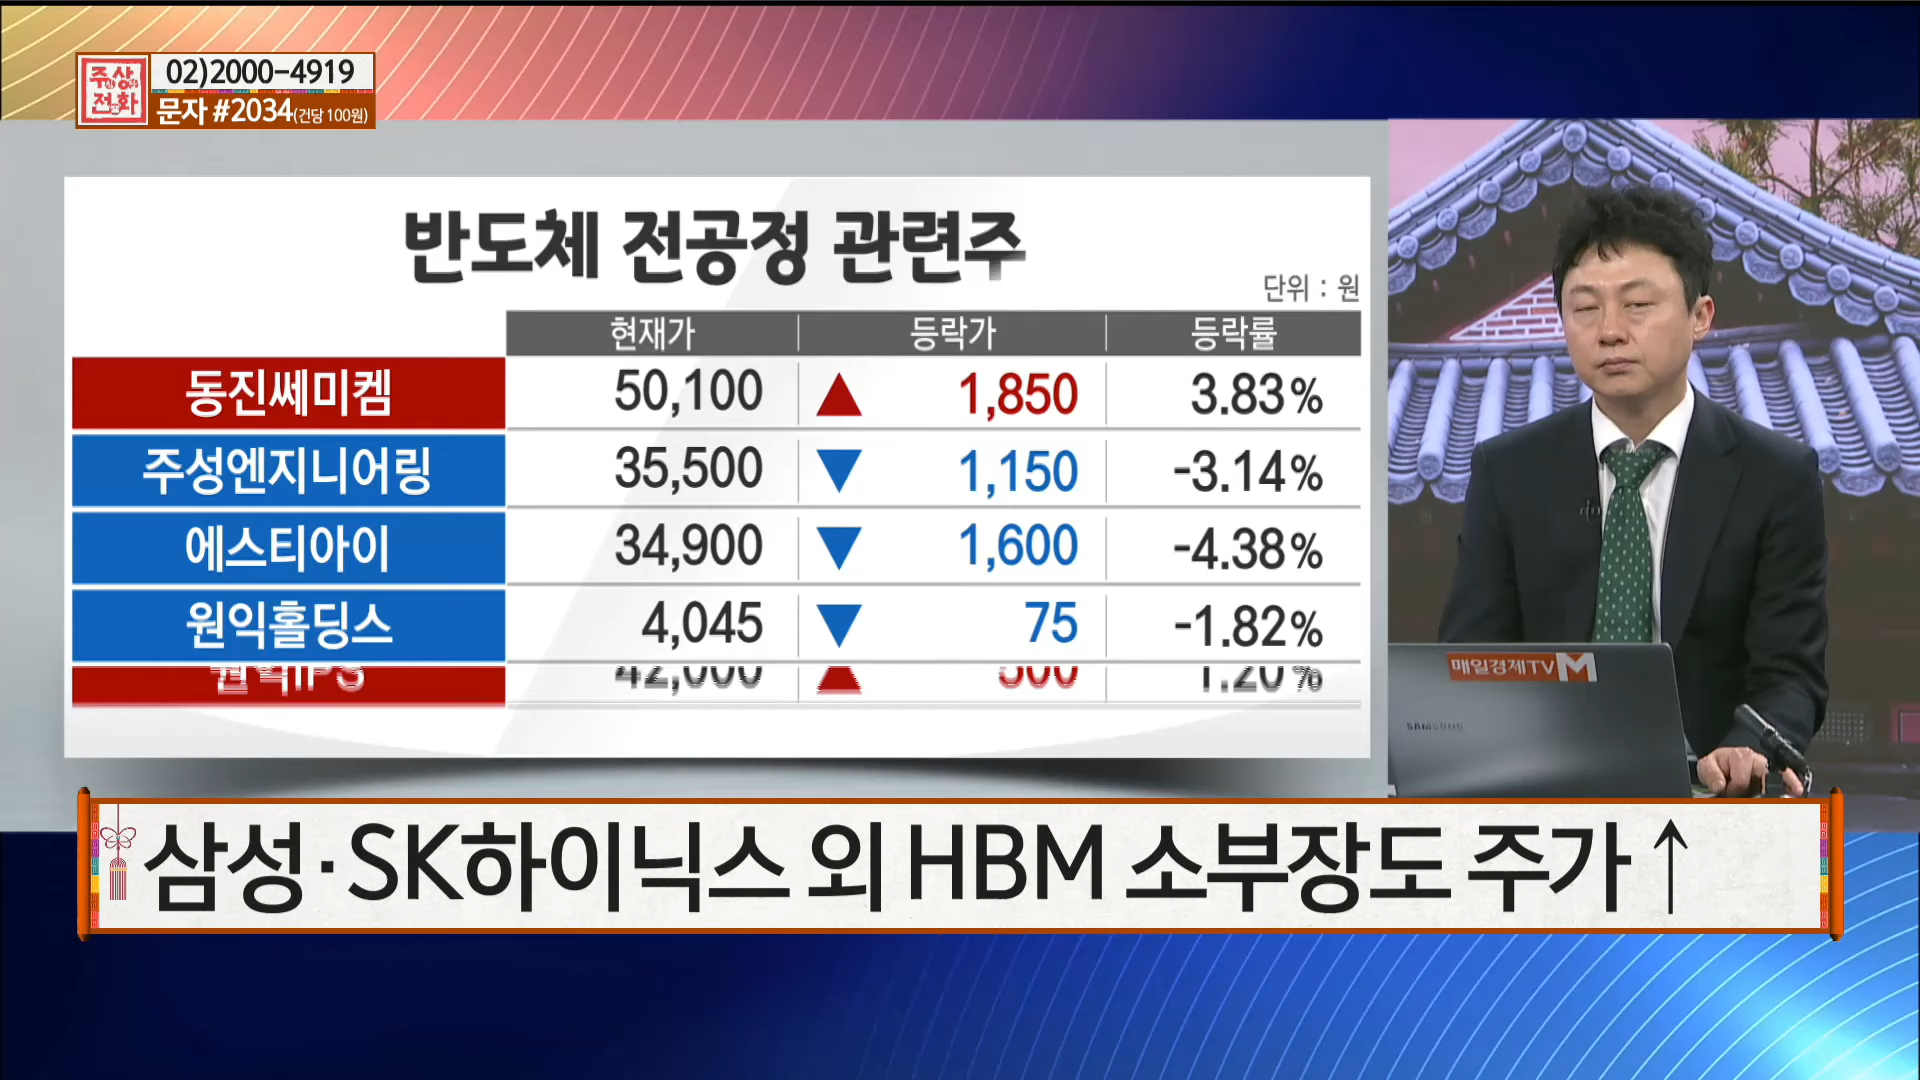 주상전화
02)2000-4919
문자 #2034(건당 100원)
반도체 전공정 관련주
단위 : 원
현재가 등락가 등락률
동진쎄미켐 50,100 ▲ 1,850 3.83%
주성엔지니어링 35,500 ▼ 1,150 -3.14%
에스티아이 34,900 ▼ 1,600 -4.38%
원익홀딩스 4,045 ▼ 75 -1.82%
매일경제TV M
SAMSUNG
삼성·SK하이닉스 외 HBM 소부장도 주가↑